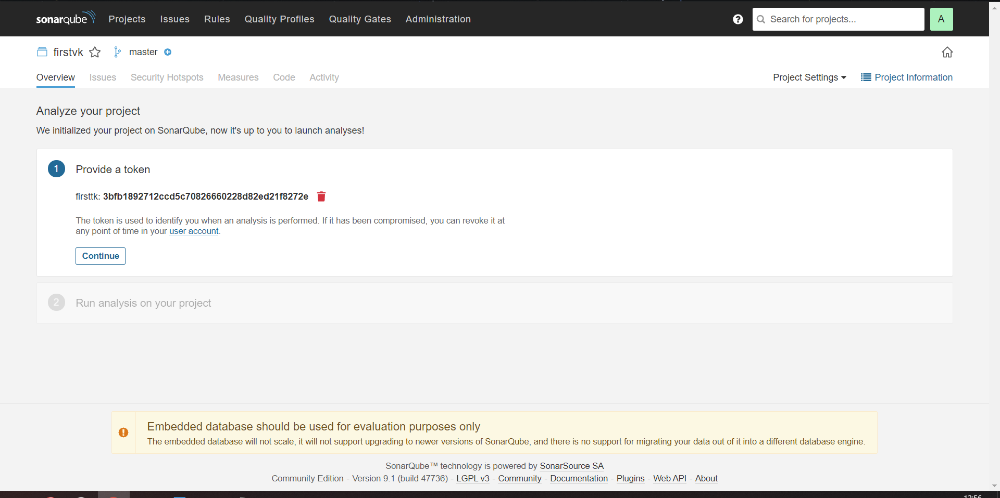 sonarqube Projects Issues Rules Quality Profiles Quality Gates Administration ? Search for projects... A
firstvk master
Overview Issues Security Hotspots Measures Code Activity Project Settings Project Information
Analyze your project
We initialized your project on SonarQube, now it's up to you to launch analyses!
1 Provide a token
firsttk: 3bfb1892712ccd5c70826660228d82ed21f8272e
The token is used to identify you when an analysis is performed. If it has been compromised, you can revoke it at
any point of time in your user account.
Continue
2 Run analysis on your project
Embedded database should be used for evaluation purposes only
The embedded database will not scale, it will not support upgrading to newer versions of SonarQube, and there is no support for migrating your data out of it into a different database engine.
SonarQube™ technology is powered by SonarSource SA
Community Edition - Version 9.1 (build 47736) - LGPL v3 - Community - Documentation - Plugins - Web API - About